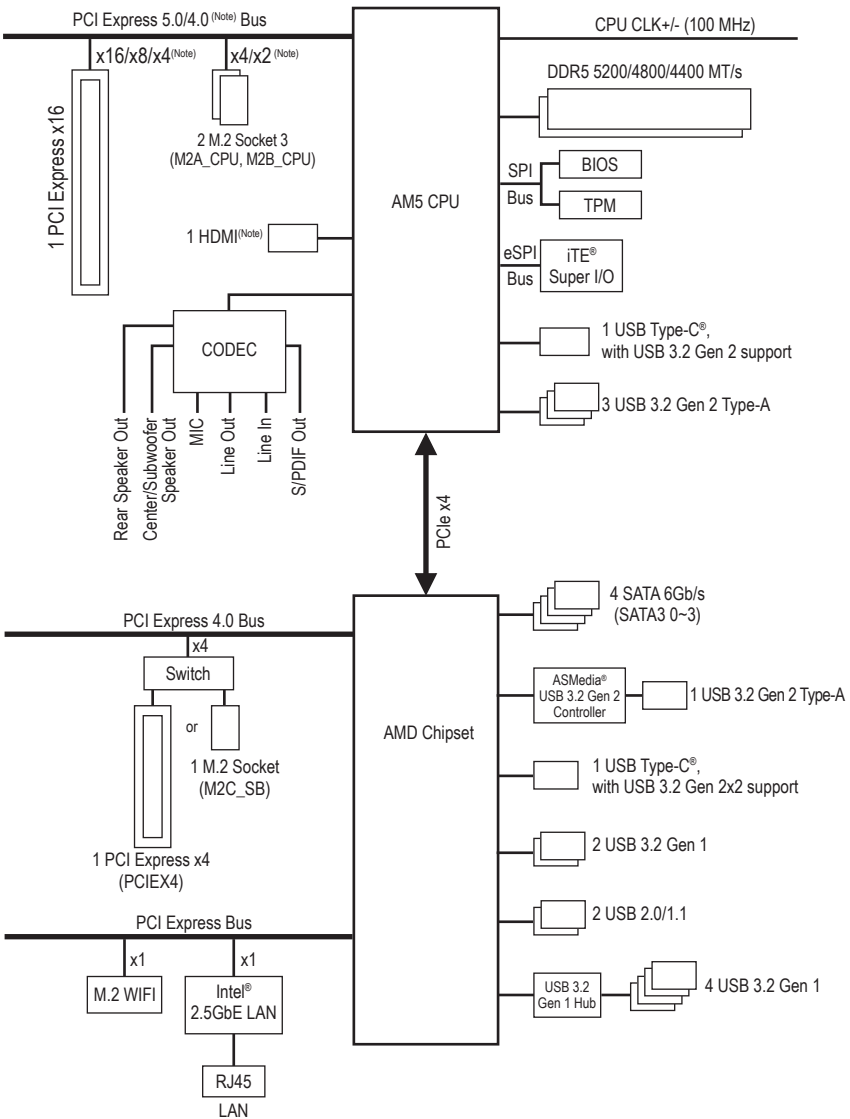 PCI Express 5.0/4.0 (Note) Bus
x16/x8/x4(Note)
x4/x2 (Note)
1 PCI Express x16
2 M.2 Socket 3
(M2A_CPU, M2B_CPU)
1 HDMI(Note)
CODEC
Rear Speaker Out
Center/Subwoofer
Speaker Out
MIC
Line Out
Line In
S/PDIF Out
AM5 CPU
CPU CLK+/- (100 MHz)
DDR5 5200/4800/4400 MT/s
SPI
Bus
BIOS
TPM
eSPI
Bus
iTE®
Super I/O
1 USB Type-C®,
with USB 3.2 Gen 2 support
3 USB 3.2 Gen 2 Type-A
PCIe x4
PCI Express 4.0 Bus
x4
Switch
or
1 M.2 Socket
(M2C_SB)
1 PCI Express x4
(PCIEX4)
PCI Express Bus
x1
x1
M.2 WIFI
Intel®
2.5GbE LAN
RJ45
LAN
AMD Chipset
4 SATA 6Gb/s
(SATA3 0~3)
ASMedia®
USB 3.2 Gen 2
Controller
1 USB 3.2 Gen 2 Type-A
1 USB Type-C®,
with USB 3.2 Gen 2x2 support
2 USB 3.2 Gen 1
2 USB 2.0/1.1
USB 3.2
Gen 1 Hub
4 USB 3.2 Gen 1